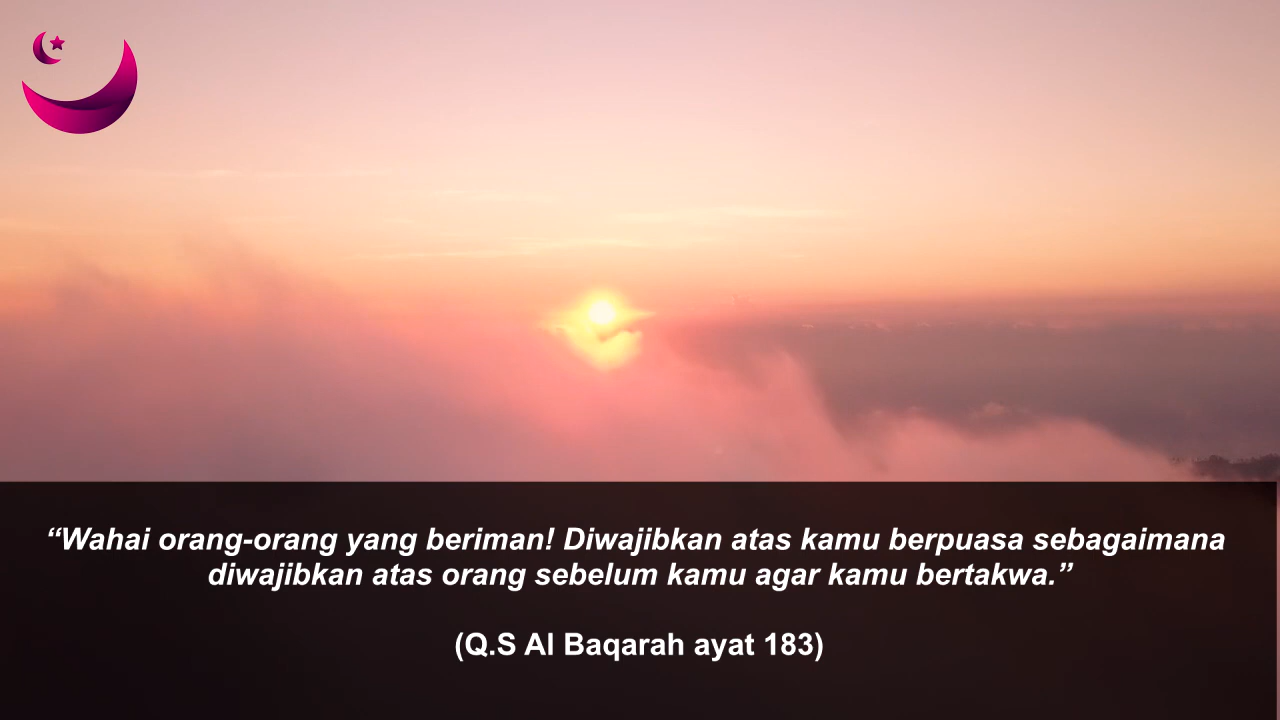 “Wahai orang-orang yang beriman! Diwajibkan atas kamu berpuasa sebagaimana
diwajibkan atas orang sebelum kamu agar kamu bertakwa.”
(Q.S Al Baqarah ayat 183)